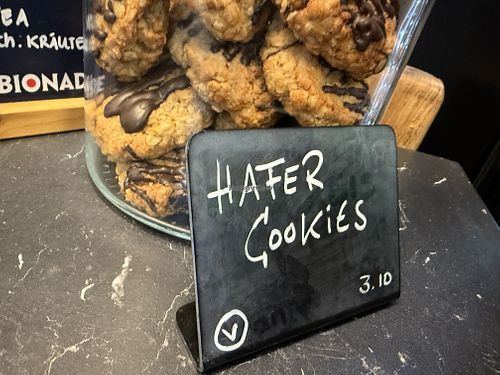 EA
ch. KRÄUTE
BIONADE
HAFER
COOKIES
3.10
V